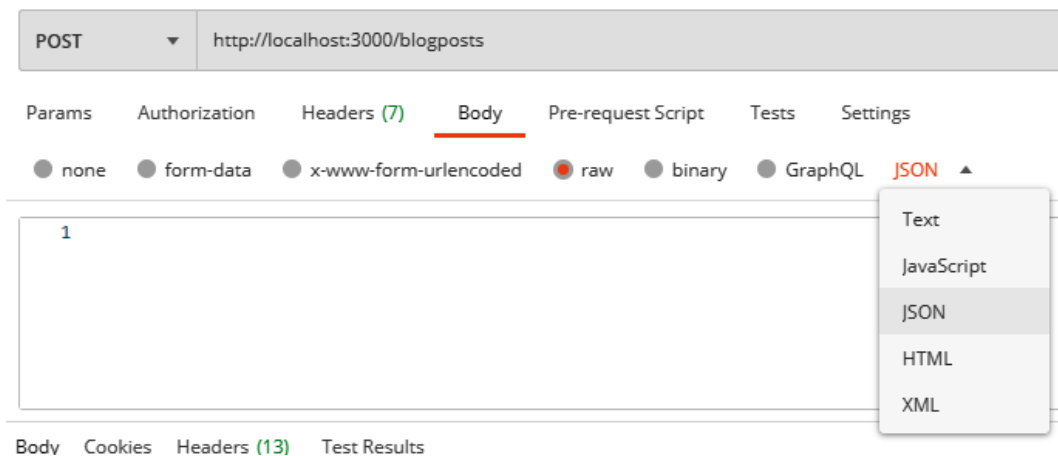 POST http://localhost:3000/blogposts
Params Authorization Headers (7) Body Pre-request Script Tests Settings
none form-data x-www-form-urlencoded raw binary GraphQL JSON
1
Text
JavaScript
JSON
HTML
XML
Body Cookies Headers (13) Test Results